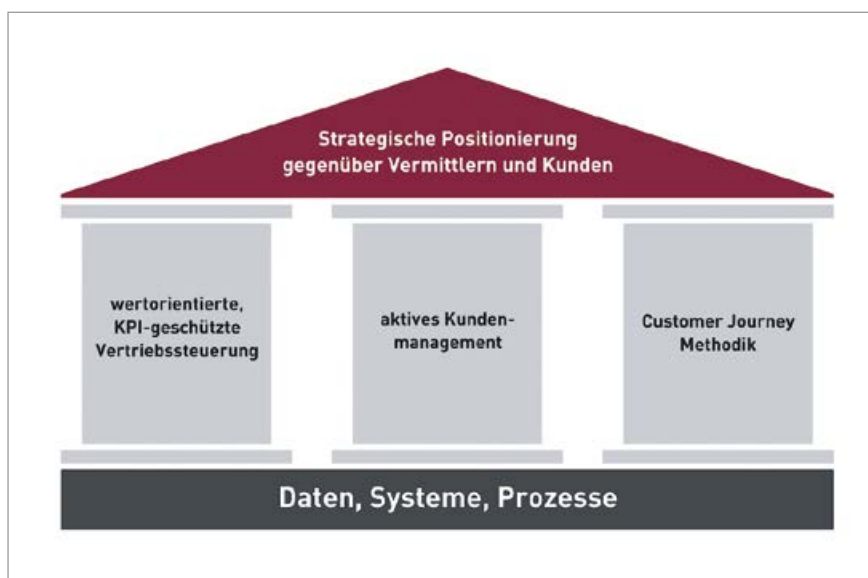 Strategische Positionierung
gegenüber Vermittlern und Kunden
wertorientierte,
KPI-geschützte
Vertriebssteuerung
aktives Kunden-
management
Customer Journey
Methodik
Daten, Systeme, Prozesse